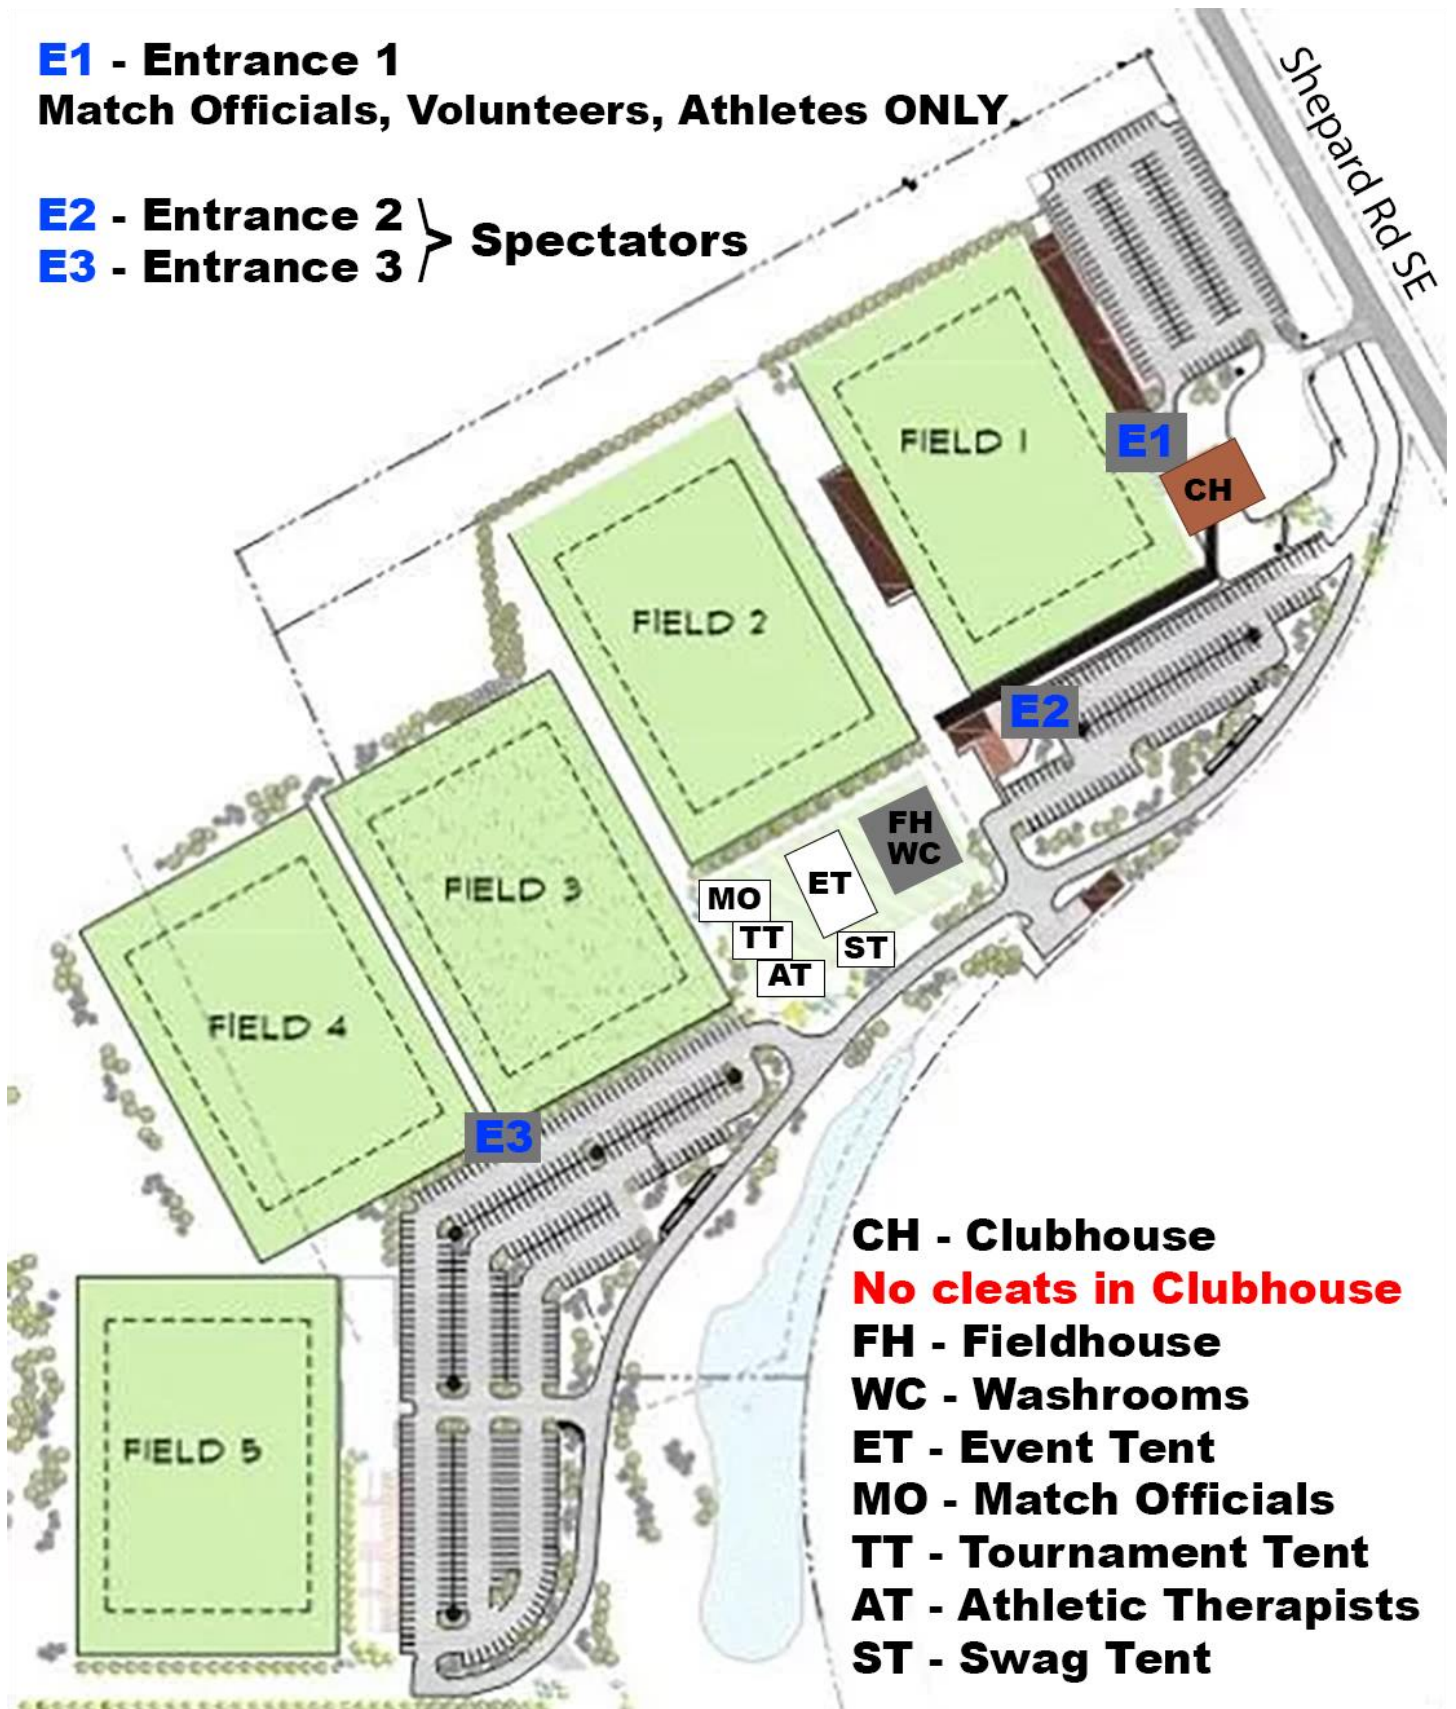 E1 - Entrance 1
Match Officials, Volunteers, Athletes ONLY
E2 - Entrance 2
E3 - Entrance 3
Spectators
Shepard Rd SE
FIELD 1
E1
CH
FIELD 2
E2
FH
WC
ET
MO
TT
ST
AT
FIELD 3
FIELD 4
E3
FIELD 5
CH - Clubhouse
No cleats in Clubhouse
FH - Fieldhouse
WC - Washrooms
ET - Event Tent
MO - Match Officials
TT - Tournament Tent
AT - Athletic Therapists
ST - Swag Tent